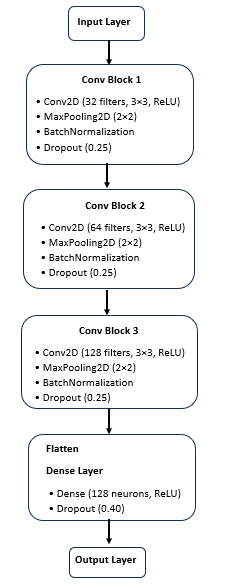 Input Layer
Conv Block 1
• Conv2D (32 filters, 3×3, ReLU)
• MaxPooling2D (2×2)
• BatchNormalization
• Dropout (0.25)
Conv Block 2
• Conv2D (64 filters, 3×3, ReLU)
• MaxPooling2D (2×2)
• BatchNormalization
• Dropout (0.25)
Conv Block 3
• Conv2D (128 filters, 3×3, ReLU)
• MaxPooling2D (2×2)
• BatchNormalization
• Dropout (0.25)
Flatten
Dense Layer
• Dense (128 neurons, ReLU)
• Dropout (0.40)
Output Layer